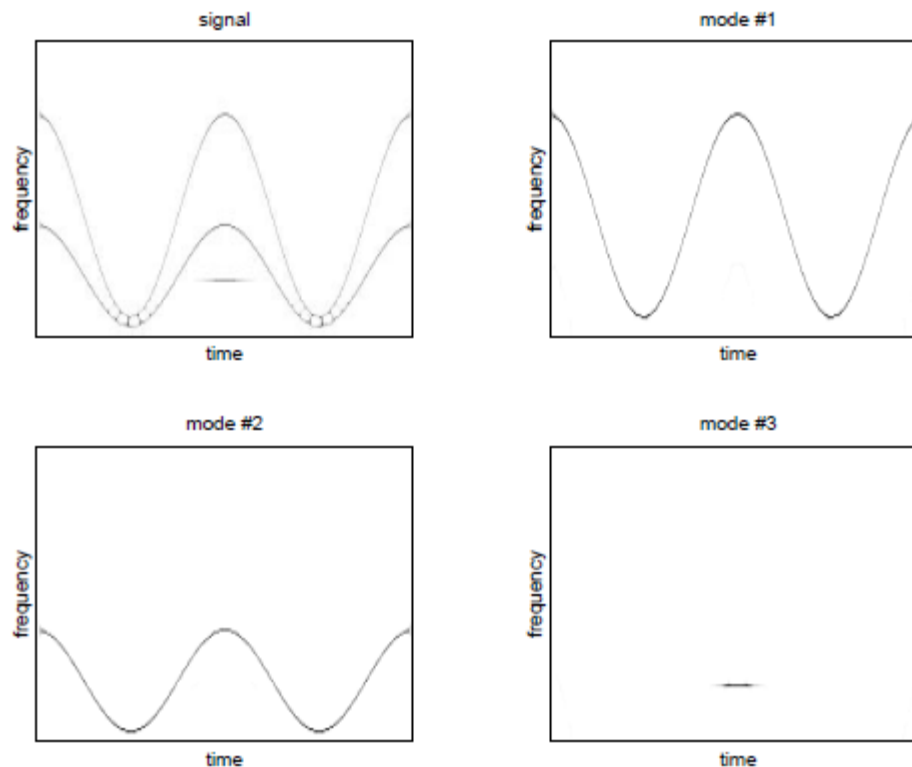 signal
frequency
time
mode #1
frequency
time
mode #2
frequency
time
mode #3
frequency
time